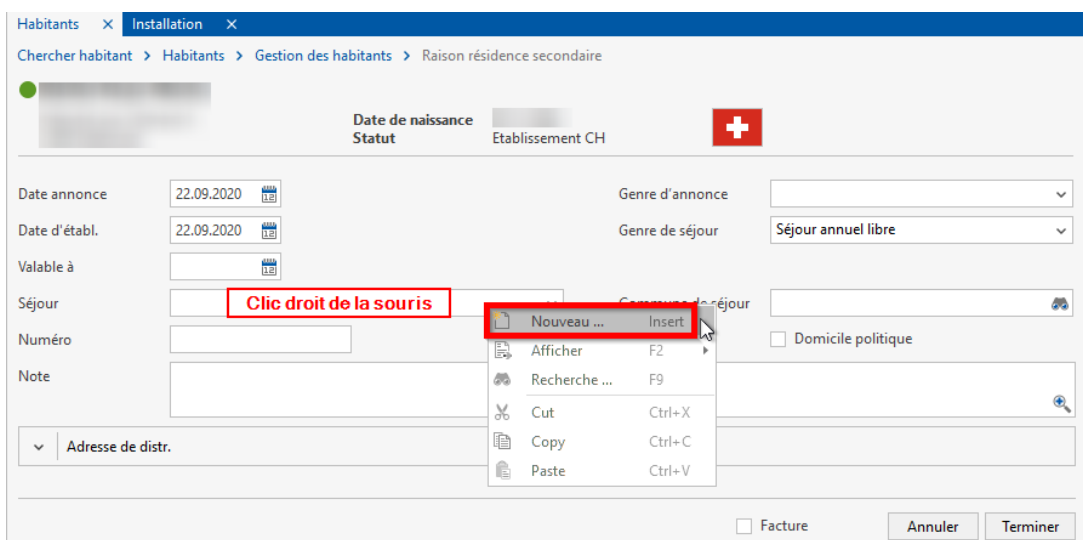 Habitants × Installation ×
Chercher habitant > Habitants > Gestion des habitants > Raison résidence secondaire
Date de naissance
Statut Etablissement CH
Date annonce 22.09.2020 Genre d'annonce
Date d'établ. 22.09.2020 Genre de séjour Séjour annuel libre
Valable à
Séjour Clic droit de la souris Commune de séjour
Nouveau ... Insert
Numéro Domicile politique
Afficher F2
Note Recherche ... F9
Cut Ctrl+X
Adresse de distr. Copy Ctrl+C
Paste Ctrl+V
Facture Annuler Terminer